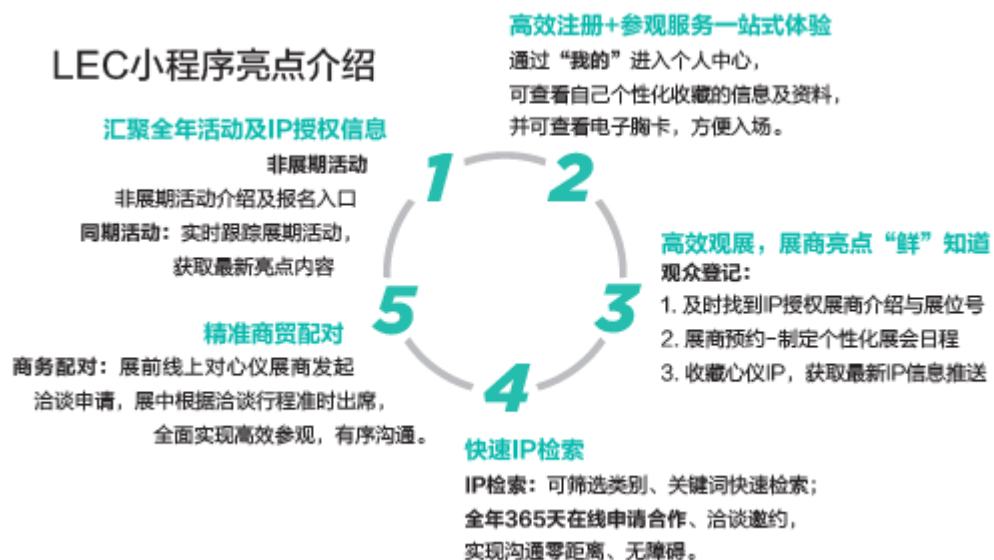 LEC小程序亮点介绍
汇聚全年活动及IP授权信息
非展期活动
非展期活动介绍及报名入口
同期活动：实时跟踪展期活动，
获取最新亮点内容
1
高效注册+参观服务一站式体验
通过“我的”进入个人中心，
可查看自己个性化收藏的信息及资料，
并可查看电子胸卡，方便入场。
2
高效观展，展商亮点“鲜”知道
观众登记：
1. 及时找到IP授权展商介绍与展位号
2. 展商预约-制定个性化展会日程
3. 收藏心仪IP，获取最新IP信息推送
3
4
快速IP检索
IP检索：可筛选类别、关键词快速检索；
全年365天在线申请合作、洽谈邀约，
实现沟通零距离、无障碍。
5
精准商贸配对
商务配对：展前线上对心仪展商发起
洽谈申请，展中根据洽谈行程准时出席，
全面实现高效参观，有序沟通。